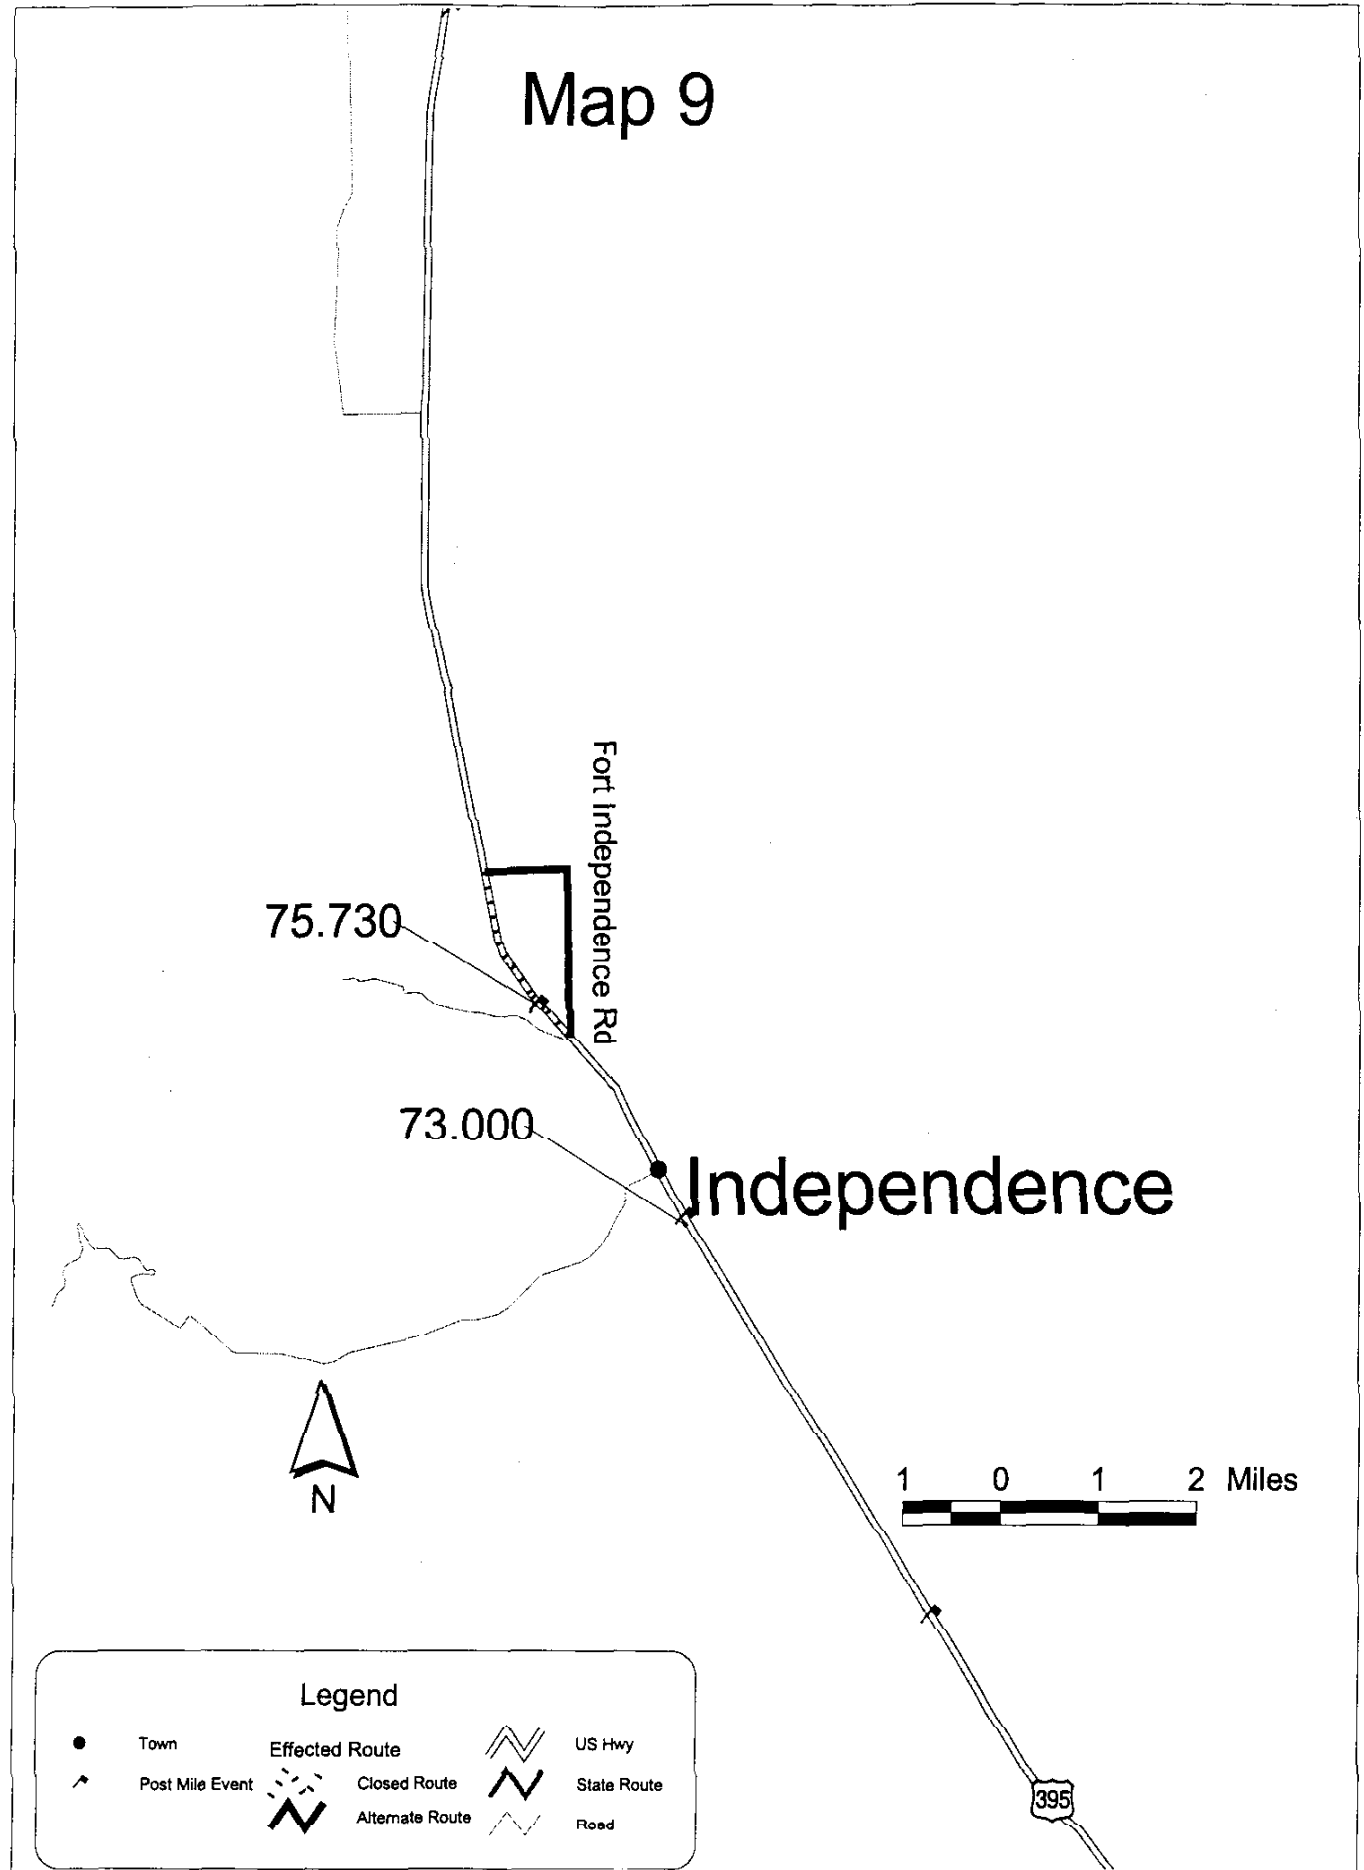 Map 9
Fort Independence Rd
75.730
73.000
Independence
N
1 0 1 2 Miles
395
Legend
Town
Post Mile Event
Effected Route
Closed Route
Alternate Route
US Hwy
State Route
Road